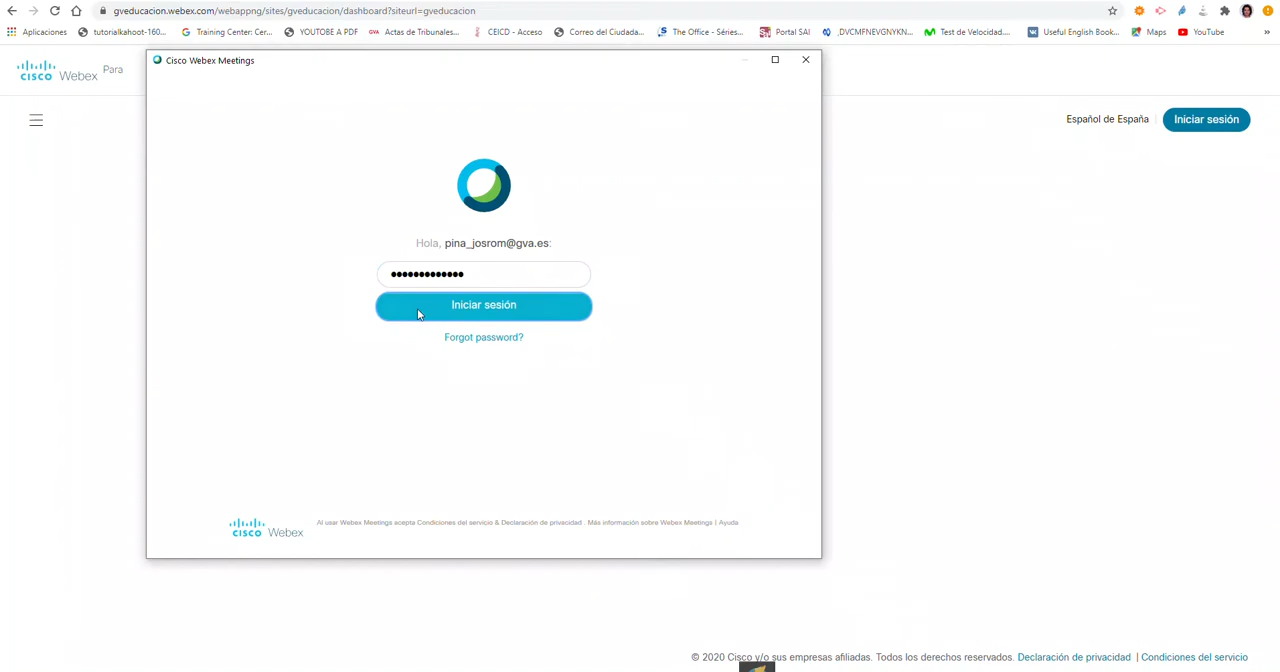 gveducacion.webex.com/webappng/sites/gveducacion/dashboard?siteurl=gveducacion
Aplicaciones tutorialkahoot-160... Training Center: Cer... YOUTOBE A PDF GVA Actas de Tribunales... CEICD - Acceso Correo del Ciudada... The Office - Séries... Portal SAI ,DVCMFNEVGNYKN... Test de Velocidad.... Useful English Book... Maps YouTube »
Cisco Webex Meetings
cisco Webex Para
Español de España Iniciar sesión
Hola, pina_josrom@gva.es:
•••••••••••••
Iniciar sesión
Forgot password?
cisco Webex
Al usar Webex Meetings acepta Condiciones del servicio & Declaración de privacidad . Más información sobre Webex Meetings | Ayuda
© 2020 Cisco y/o sus empresas afiliadas. Todos los derechos reservados. Declaración de privacidad | Condiciones del servicio